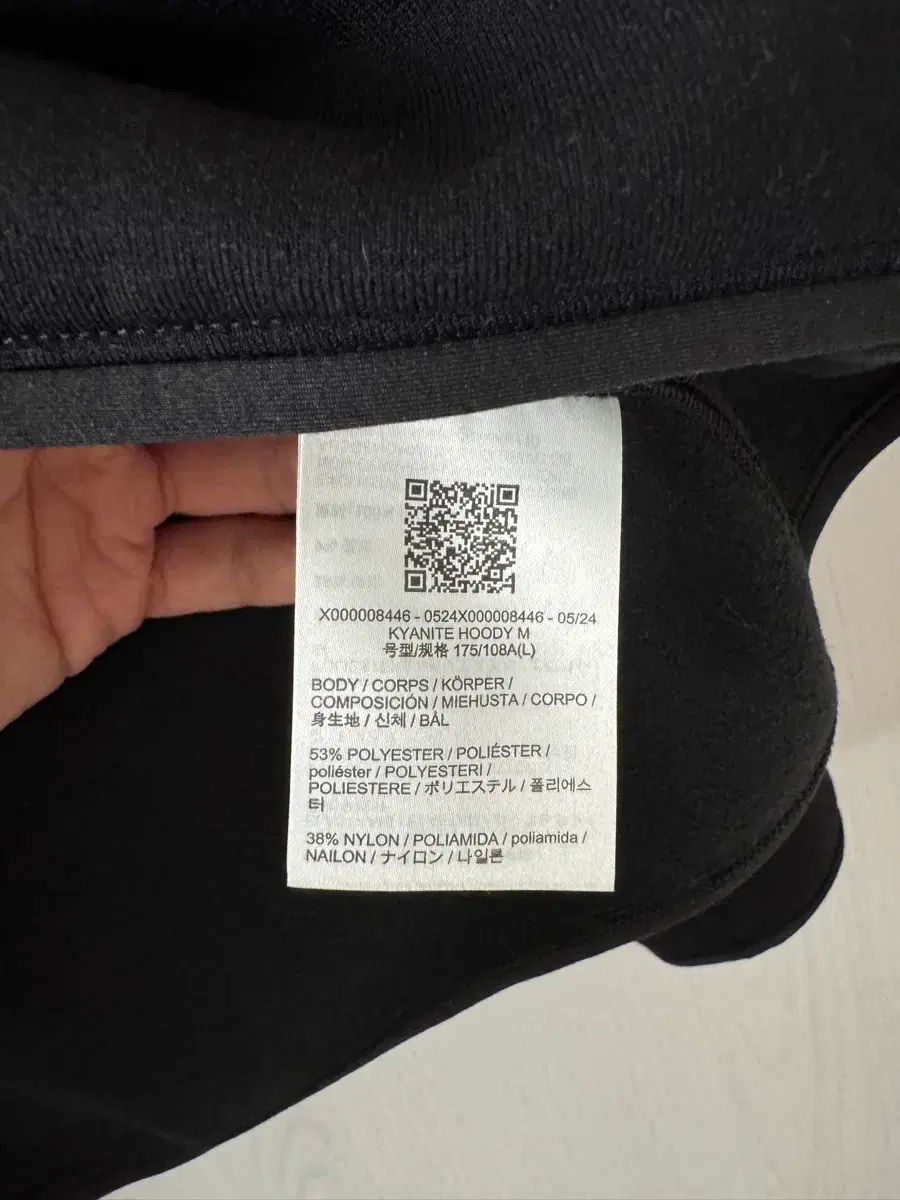 X000008446 - 0524X000008446 - 05/24
KYANITE HOODY M
号型/规格 175/108A(L)
BODY / CORPS / KÖRPER /
COMPOSICIÓN / MIEHUSTA / CORPO /
身生地 / 신체 / BÅL
53% POLYESTER / POLIÉSTER /
poliéster / POLYESTERI /
POLIESTERE / ポリエステル / 폴리에스
터
38% NYLON / POLIAMIDA / poliamida /
NAILON / ナイロン / 나일론